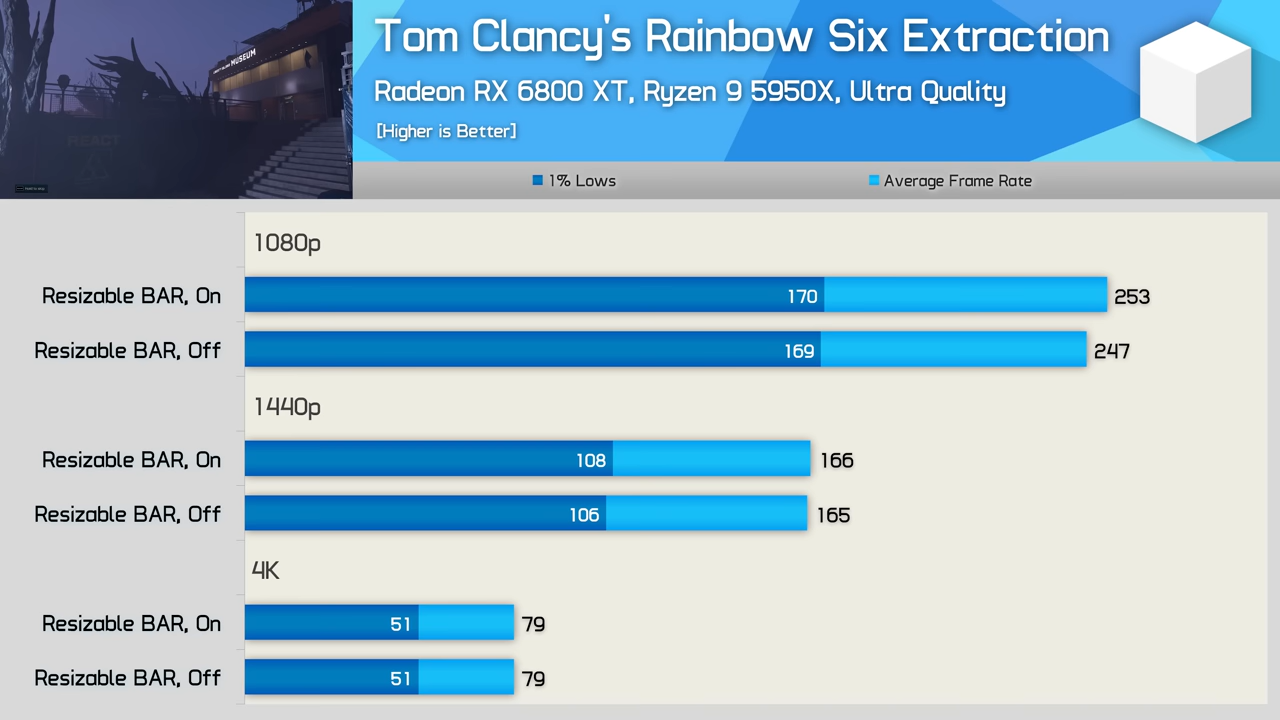 Tom Clancy's Rainbow Six Extraction
Radeon RX 6800 XT, Ryzen 9 5950X, Ultra Quality
[Higher is Better]
MUSEUM
REACT
1% Lows
Average Frame Rate
1080p
Resizable BAR, On
170
253
Resizable BAR, Off
169
247
1440p
Resizable BAR, On
108
166
Resizable BAR, Off
106
165
4K
Resizable BAR, On
51
79
Resizable BAR, Off
51
79